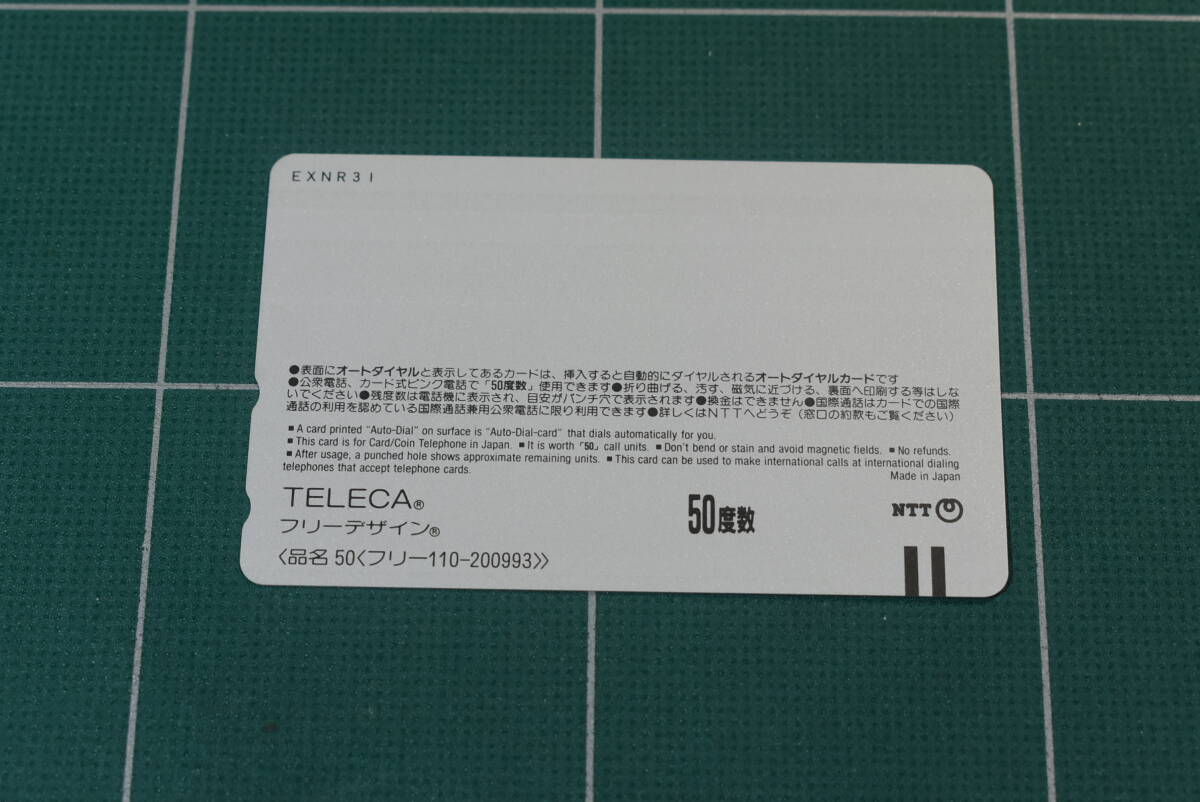 EXNR31
●表面にオートダイヤルと表示してあるカードは、挿入すると自動的にダイヤルされるオートダイヤルカードです
●公衆電話、カード式ピンク電話で「50度数」使用できます●折り曲げる、汚す、磁気に近づける、裏面へ印刷する等はしな
いでください●残度数は電話機に表示され、目安がパンチ穴で表示されます●換金はできません●国際通話はカードでの国際
通話の利用を認めている国際通話兼用公衆電話に限り利用できます●詳しくはNTTへどうぞ(窓口の約款もご覧ください)
■ A card printed "Auto-Dial" on surface is "Auto-Dial-card" that dials automatically for you.
■ This card is for Card/Coin Telephone in Japan. ■ It is worth「50」call units. ■ Don't bend or stain and avoid magnetic fields. ■ No refunds.
■ After usage, a punched hole shows approximate remaining units. ■ This card can be used to make international calls at international dialing
telephones that accept telephone cards.
Made in Japan
TELECA®
フリーデザイン®
50度数
NTT
〈品名 50〈フリー110-200993〉〉